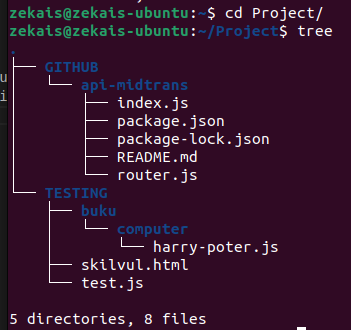 zekais@zekais-ubuntu:~$ cd Project/
zekais@zekais-ubuntu:~/Project$ tree
.
├── GITHUB
│   └── api-midtrans
│       ├── index.js
│       ├── package.json
│       ├── package-lock.json
│       ├── README.md
│       └── router.js
└── TESTING
    ├── buku
    │   └── computer
    │       └── harry-poter.js
    ├── skilvul.html
    └── test.js

5 directories, 8 files